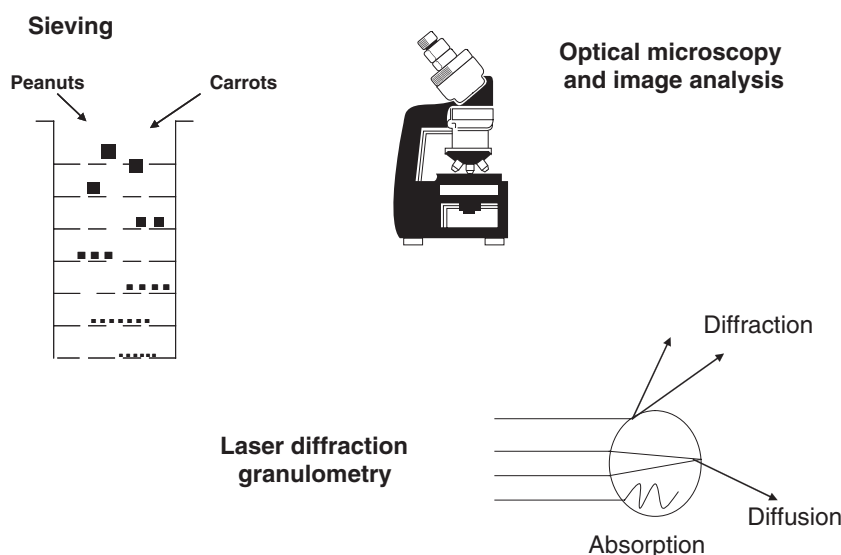 Sieving
Peanuts
Carrots
Optical microscopy
and image analysis
Diffraction
Laser diffraction
granulometry
Diffusion
Absorption